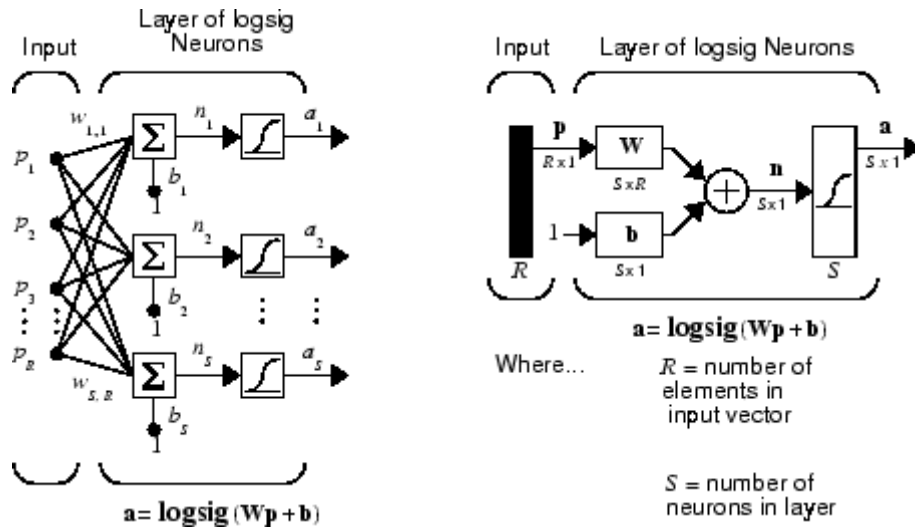 Input
Layer of logsig
Neurons
w1,1
n1
a1
p1
b1
1
p2
n2
a2
p3
b2
1
pR
nS
aS
wS, R
bS
1
a= logsig (Wp + b)
Input
Layer of logsig Neurons
p
W
a
R x 1
S x R
n
S x 1
S x 1
1
b
R
S x 1
S
a= logsig (Wp + b)
Where...
R = number of
elements in
input vector
S = number of
neurons in layer